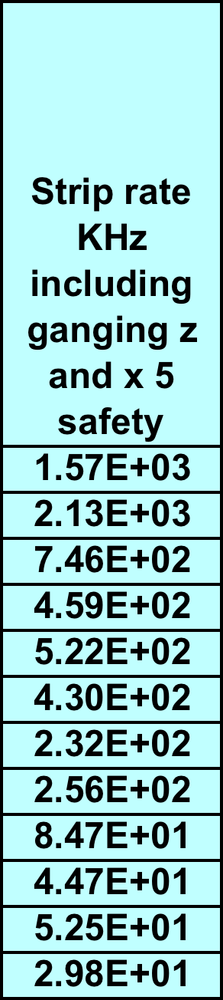 Strip rate
KHz
including
ganging z
and x 5
safety
1.57E+03
2.13E+03
7.46E+02
4.59E+02
5.22E+02
4.30E+02
2.32E+02
2.56E+02
8.47E+01
4.47E+01
5.25E+01
2.98E+01